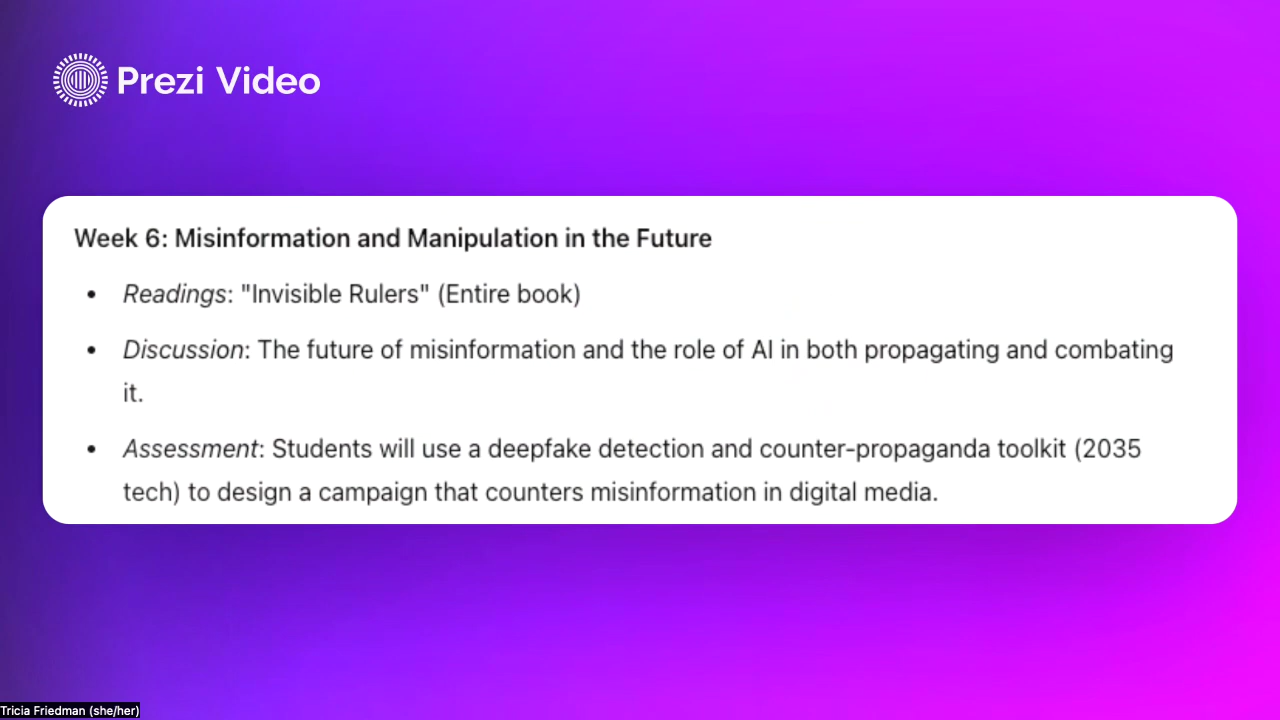 Prezi Video
Week 6: Misinformation and Manipulation in the Future
• Readings: "Invisible Rulers" (Entire book)
• Discussion: The future of misinformation and the role of AI in both propagating and combating
it.
• Assessment: Students will use a deepfake detection and counter-propaganda toolkit (2035
tech) to design a campaign that counters misinformation in digital media.
Tricia Friedman (she/her)